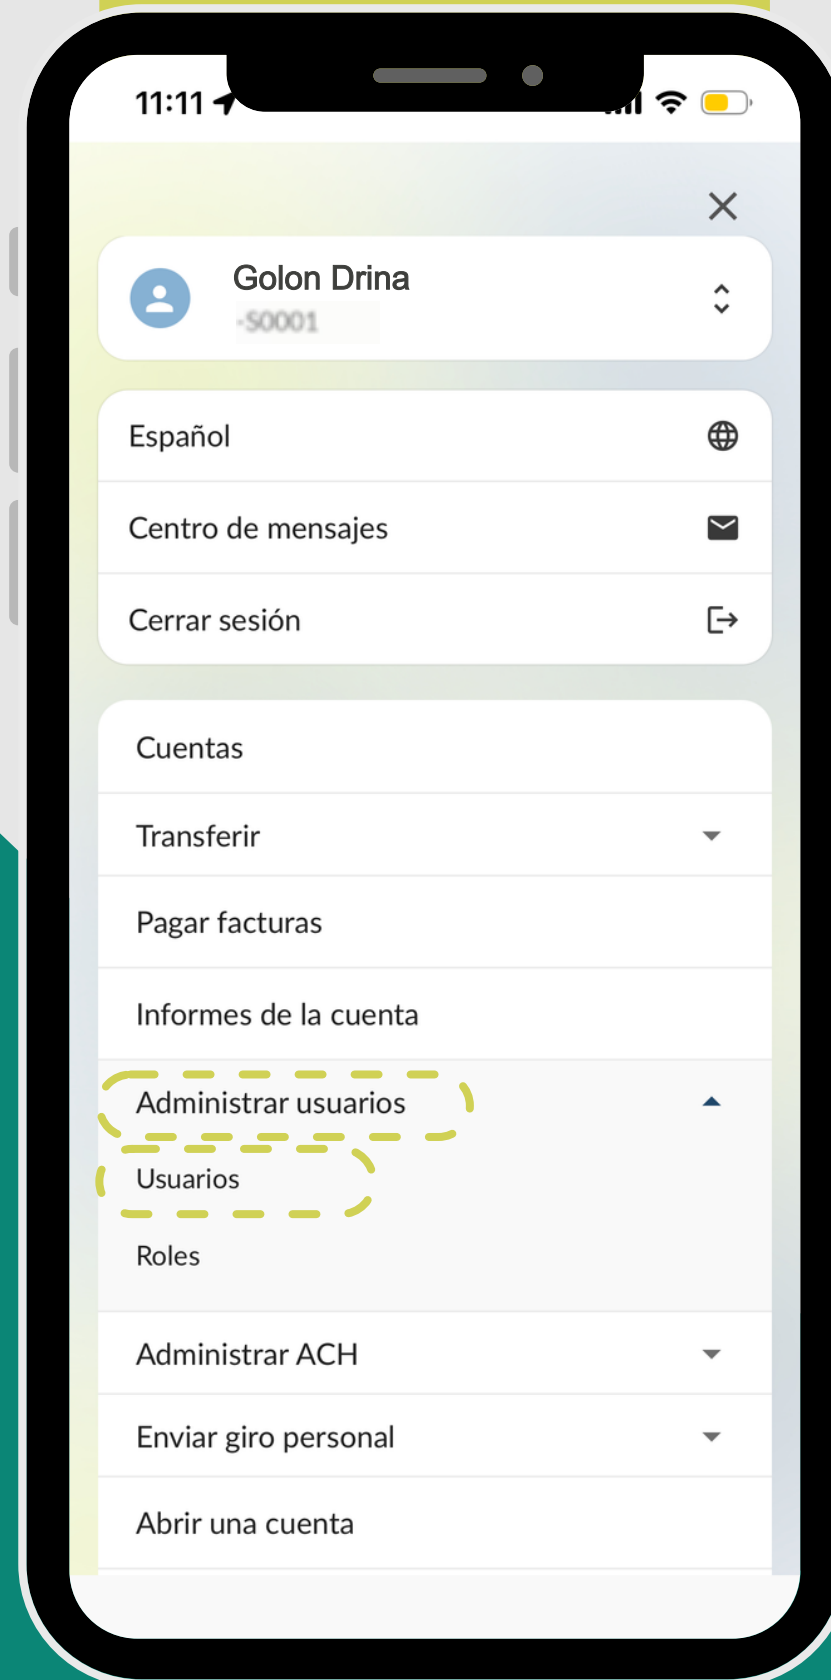 11:11
Golon Drina
-S0001
Español
Centro de mensajes
Cerrar sesión
Cuentas
Transferir
Pagar facturas
Informes de la cuenta
Administrar usuarios
Usuarios
Roles
Administrar ACH
Enviar giro personal
Abrir una cuenta